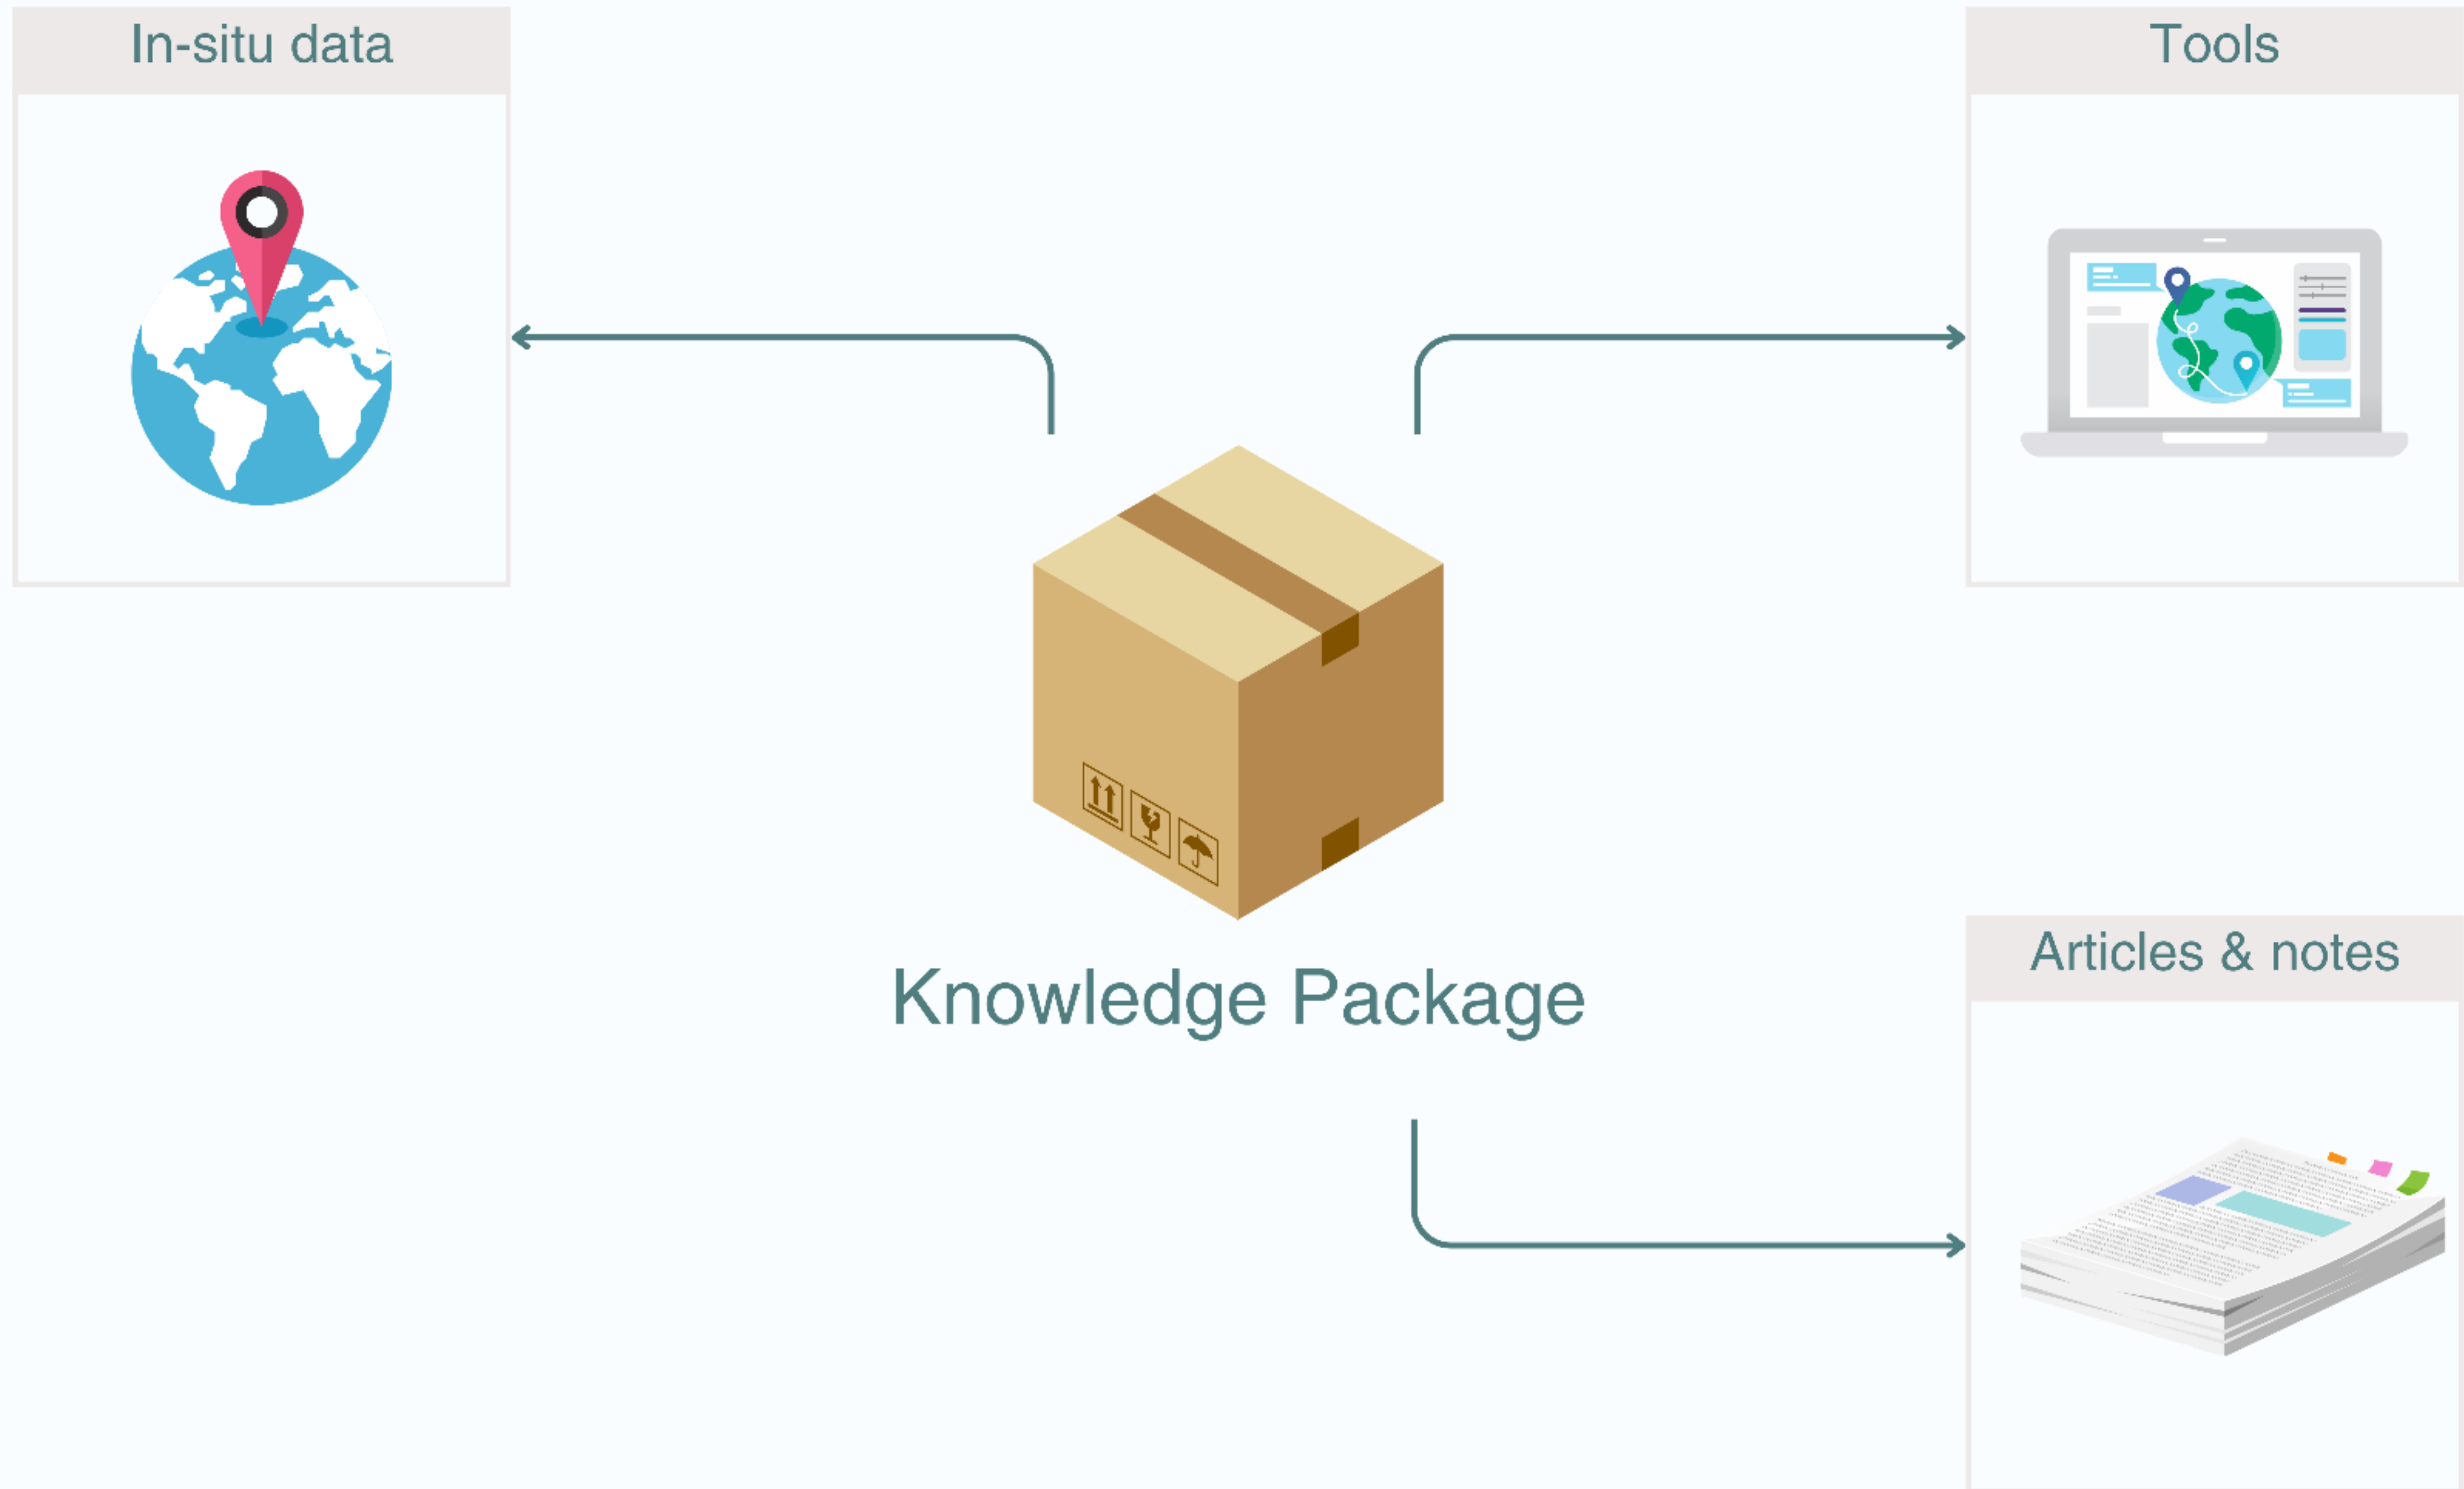 In-situ data
Tools
Knowledge Package
Articles & notes